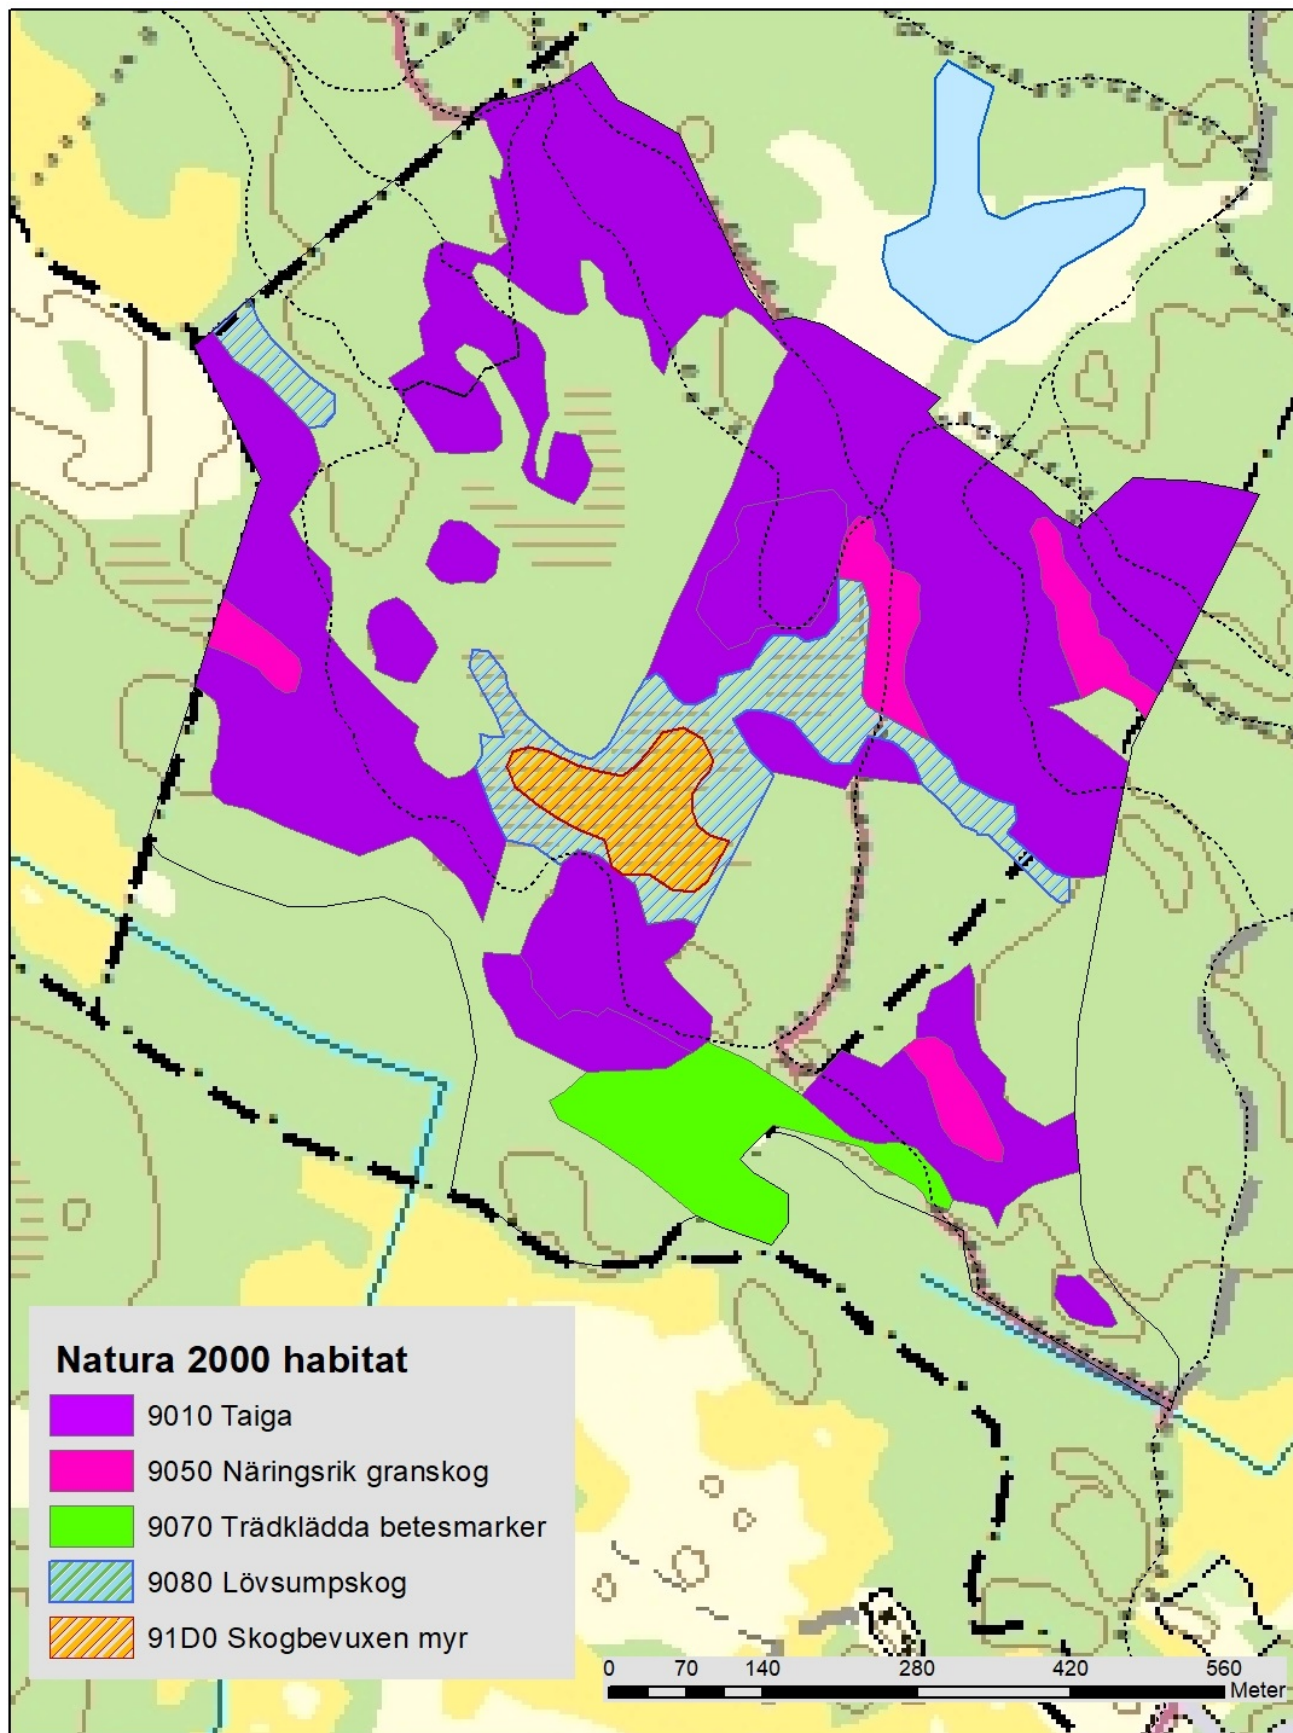 Natura 2000 habitat
9010 Taiga
9050 Näringsrik granskog
9070 Trädklädda betesmarker
9080 Lövsumpskog
91D0 Skogbevuxen myr
0 70 140 280 420 560
Meter